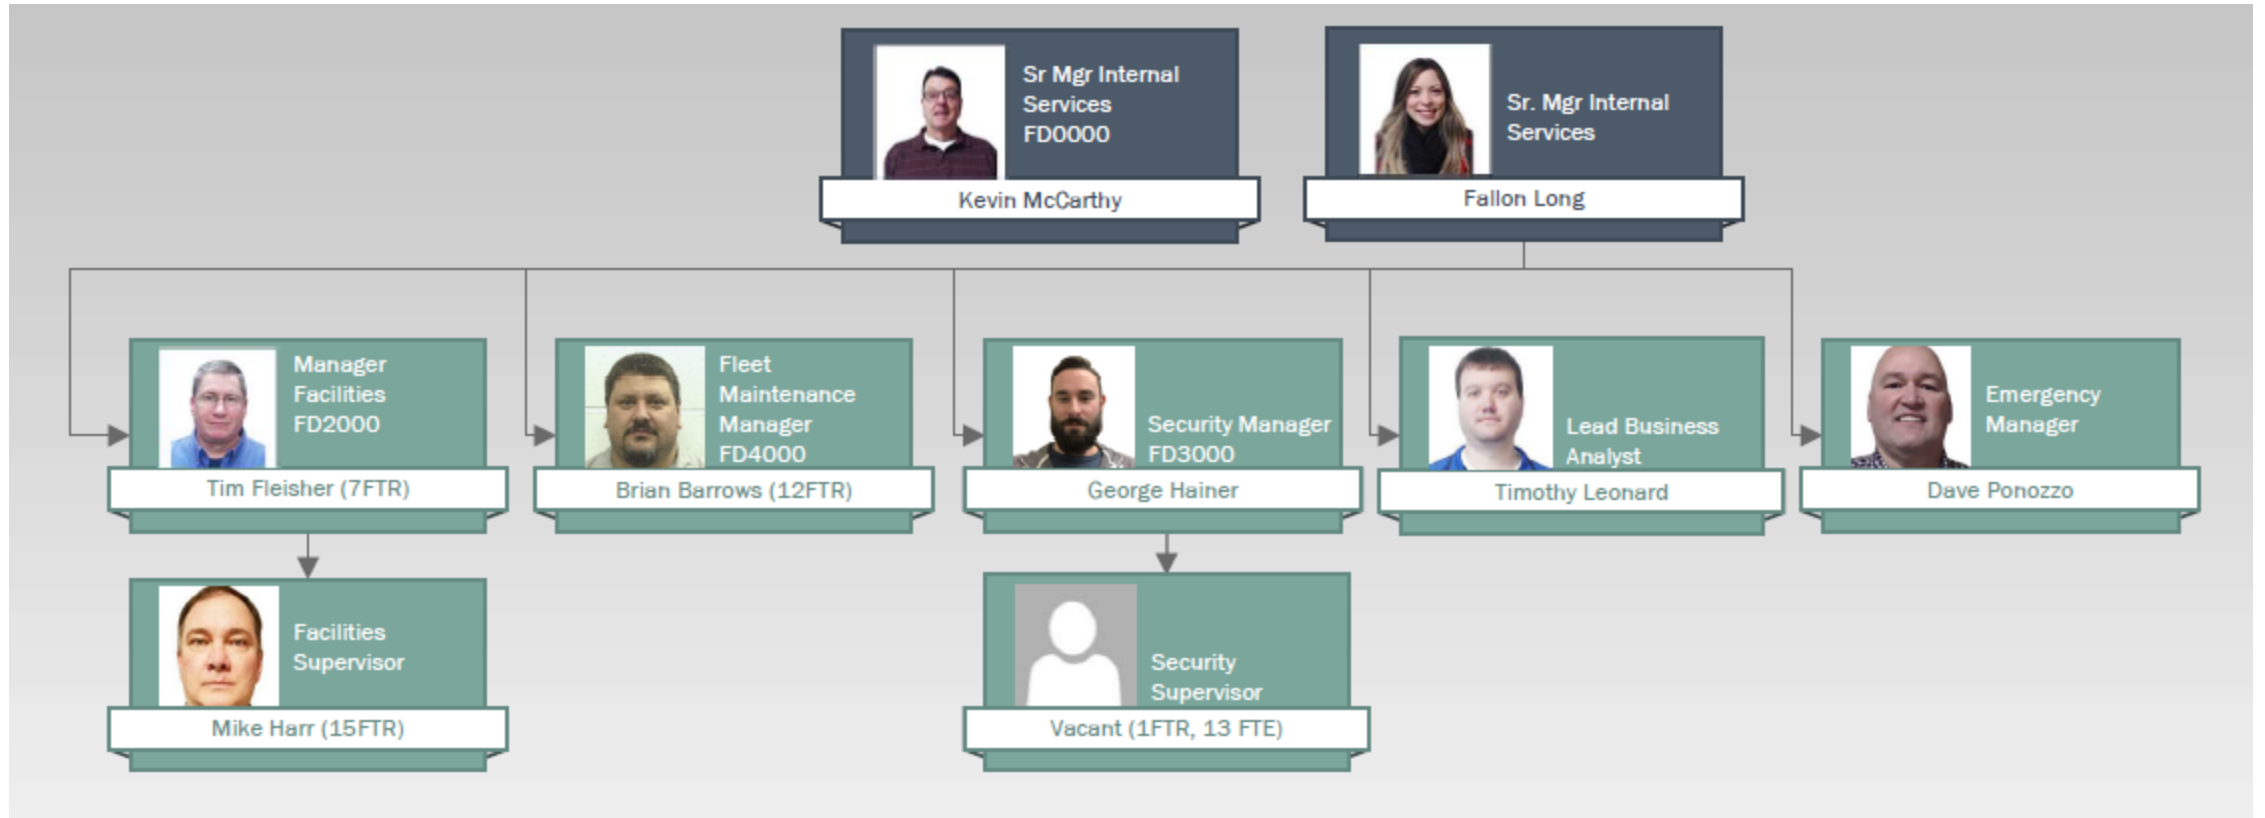 Sr Mgr Internal
Services
FD0000
Kevin McCarthy
Sr. Mgr Internal
Services
Fallon Long
Manager
Facilities
FD2000
Tim Fleisher (7FTR)
Fleet
Maintenance
Manager
FD4000
Brian Barrows (12FTR)
Security Manager
FD3000
George Hainer
Lead Business
Analyst
Timothy Leonard
Emergency
Manager
Dave Ponozzo
Facilities
Supervisor
Mike Harr (15FTR)
Security
Supervisor
Vacant (1FTR, 13 FTE)